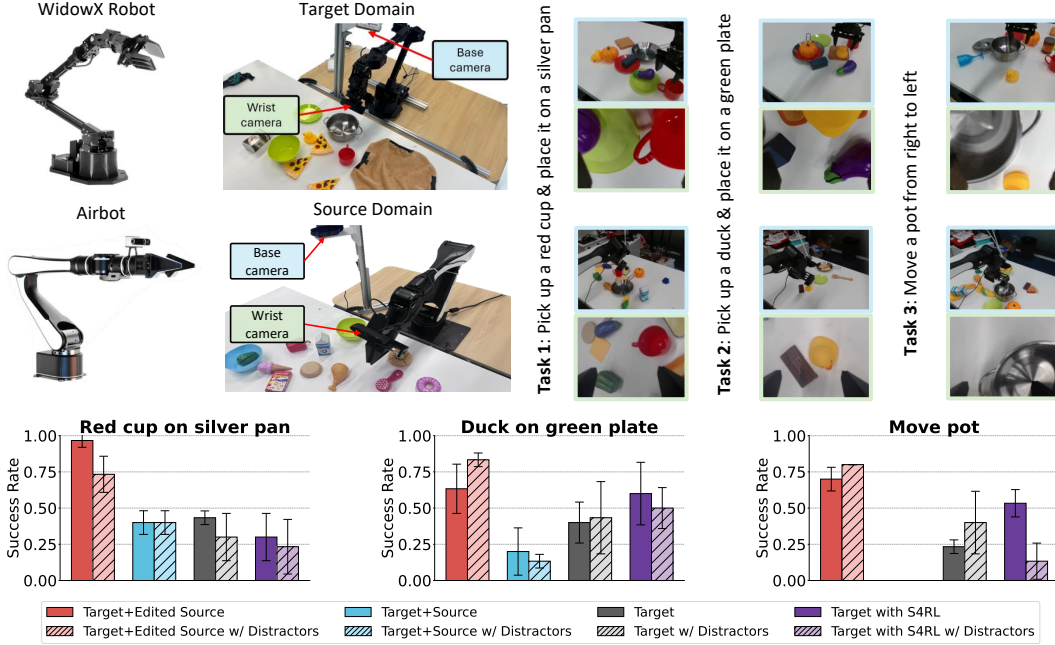 WidowX Robot
Target Domain
Base
camera
Wrist
camera
Airbot
Source Domain
Base
camera
Wrist
camera
Task 1: Pick up a red cup & place it on a silver pan
Task 2: Pick up a duck & place it on a green plate
Task 3: Move a pot from right to left
Red cup on silver pan
Success Rate
1.00
0.75
0.50
0.25
0.00
Duck on green plate
Success Rate
1.00
0.75
0.50
0.25
0.00
Move pot
Success Rate
1.00
0.75
0.50
0.25
0.00
Target+Edited Source
Target+Edited Source w/ Distractors
Target+Source
Target+Source w/ Distractors
Target
Target w/ Distractors
Target with S4RL
Target with S4RL w/ Distractors